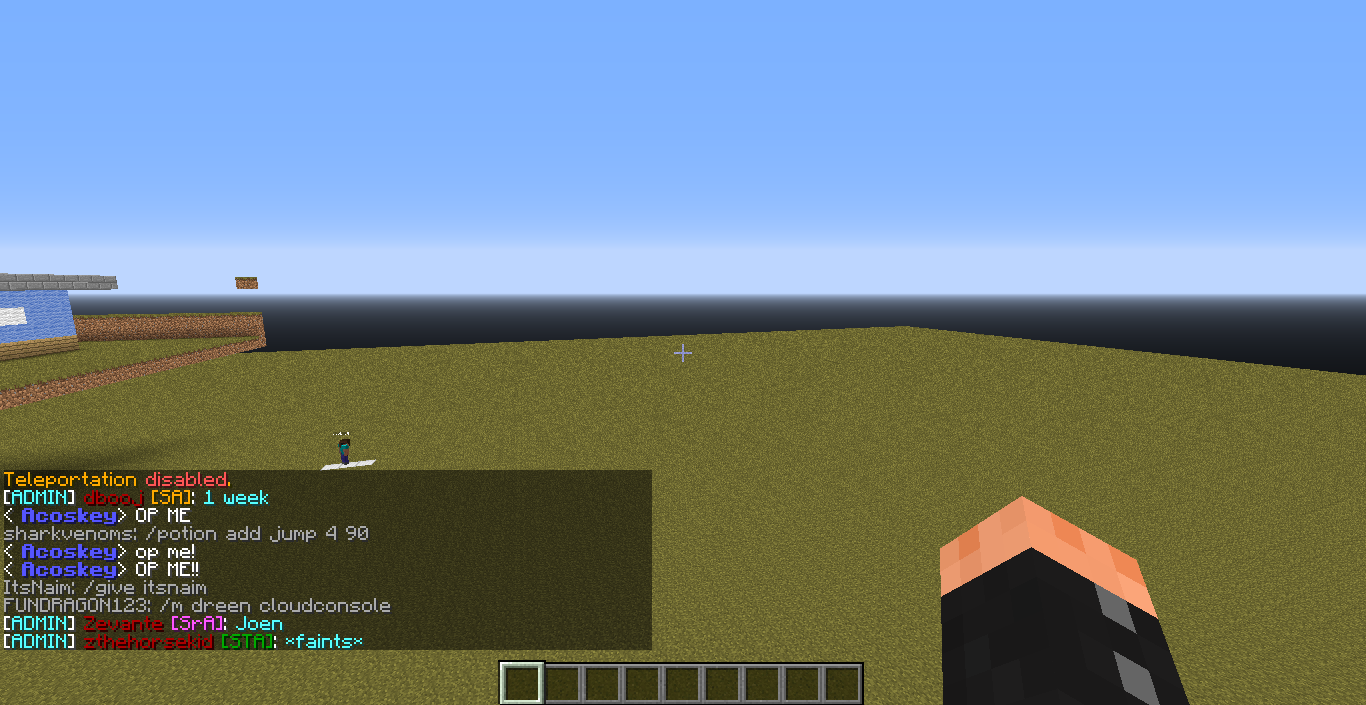 Teleportation disabled.
[ADMIN] dbooj [SA]: 1 week
< Acoskey> OP ME
sharkvenoms: /potion add jump 4 90
< Acoskey> op me!
< Acoskey> OP ME!!
ItsNaim: /give itsnaim
FUNDRAGON123: /m dreen cloudconsole
[ADMIN] Zevante [SrA]: Joen
[ADMIN] zthehorsekid [STA]: *faints*